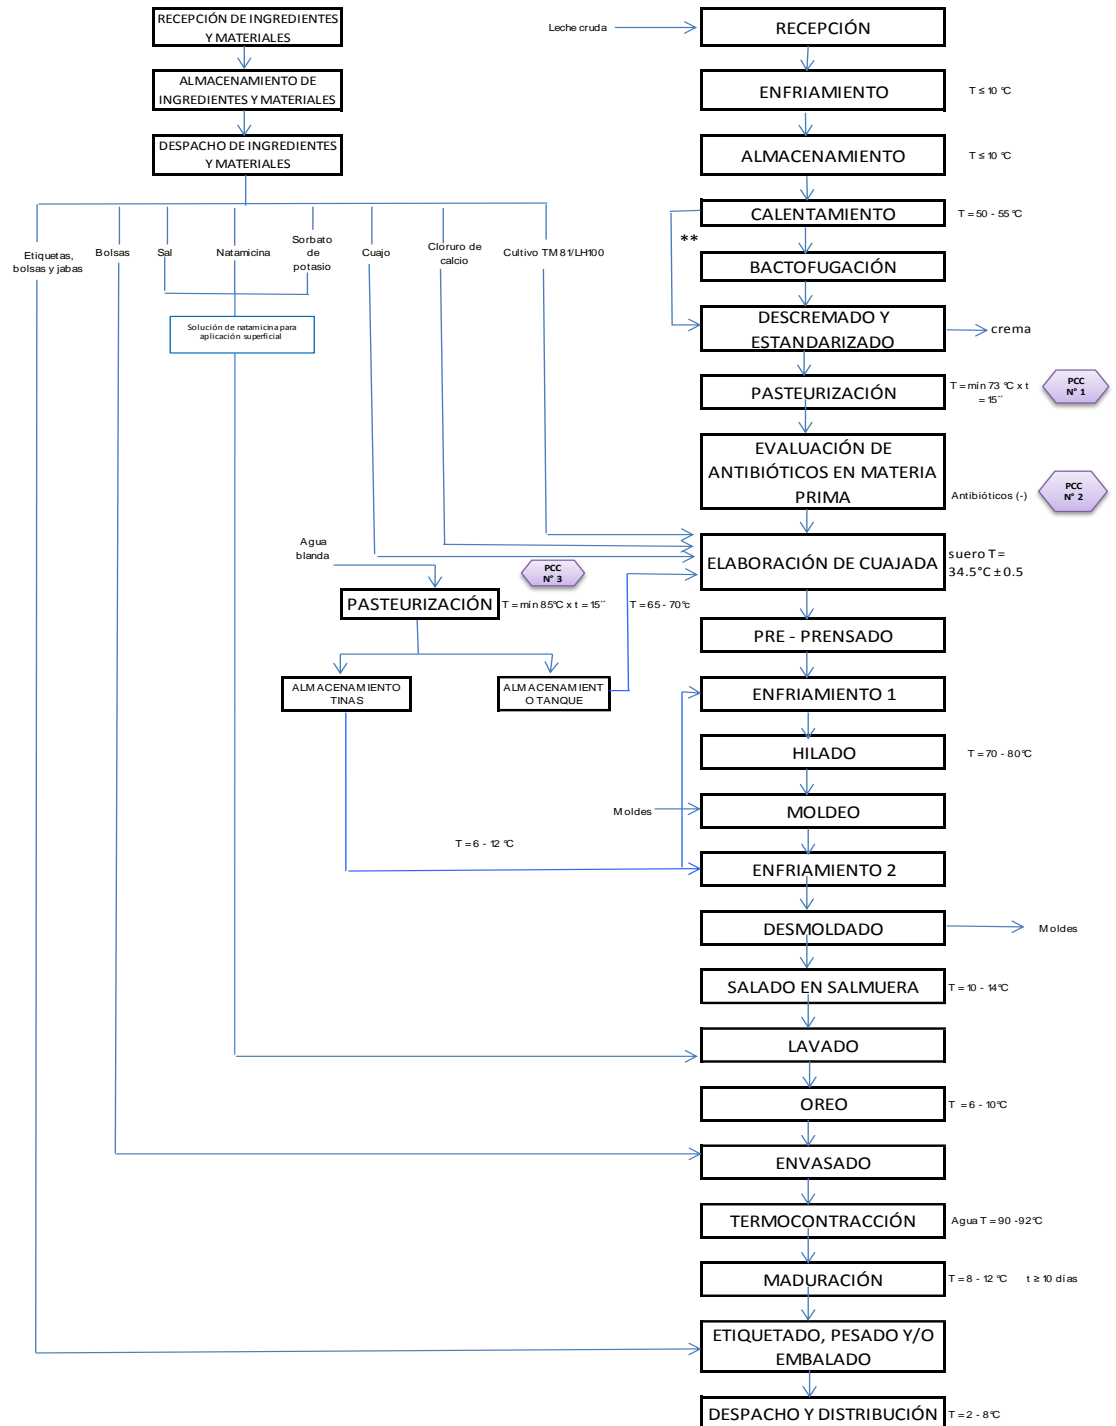 RECEPCIÓN DE INGREDIENTES
Y MATERIALES
ALMACENAMIENTO DE
INGREDIENTES Y MATERIALES
DESPACHO DE INGREDIENTES
Y MATERIALES
Etiquetas,
bolsas y jabas
Bolsas
Sal
Natamicina
Sorbato
de
potasio
Cuajo
Cloruro de
calcio
Cultivo TM 81/LH100
Solución de natamicina para
aplicación superficial
Leche cruda
RECEPCIÓN
ENFRIAMIENTO
T ≤ 10 °C
ALMACENAMIENTO
T ≤ 10 °C
CALENTAMIENTO
T = 50 - 55°C
**
BACTOFUGACIÓN
DESCREMADO Y
ESTANDARIZADO
crema
PASTEURIZACIÓN
T = mín 73 °C x t
= 15´´
PCC
N° 1
EVALUACIÓN DE
ANTIBIÓTICOS EN MATERIA
PRIMA
Antibióticos (-)
PCC
N° 2
ELABORACIÓN DE CUAJADA
suero T =
34.5°C ± 0.5
Agua
blanda
PCC
N° 3
PASTEURIZACIÓN
T = mín 85°C x t = 15´´
T = 65 - 70°c
ALMACENAMIENTO
TINAS
ALMACENAMIENT
O TANQUE
PRE - PRENSADO
ENFRIAMIENTO 1
HILADO
T = 70 - 80°C
Moldes
MOLDEO
T = 6 - 12 °C
ENFRIAMIENTO 2
DESMOLDADO
Moldes
SALADO EN SALMUERA
T = 10 - 14°C
LAVADO
OREO
T = 6 - 10°C
ENVASADO
TERMOCONTRACCIÓN
Agua T = 90 -92°C
MADURACIÓN
T = 8 - 12 °C t ≥ 10 días
ETIQUETADO, PESADO Y/O
EMBALADO
DESPACHO Y DISTRIBUCIÓN
T = 2 - 8°C